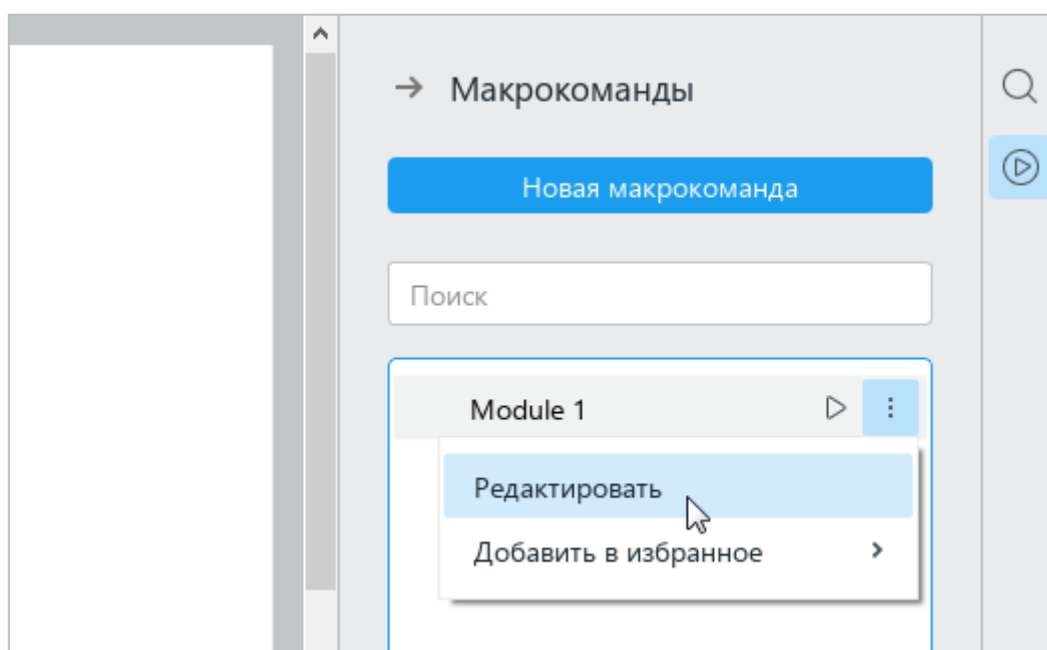 Макрокоманды
Новая макрокоманда
Поиск
Module 1
Редактировать
Добавить в избранное